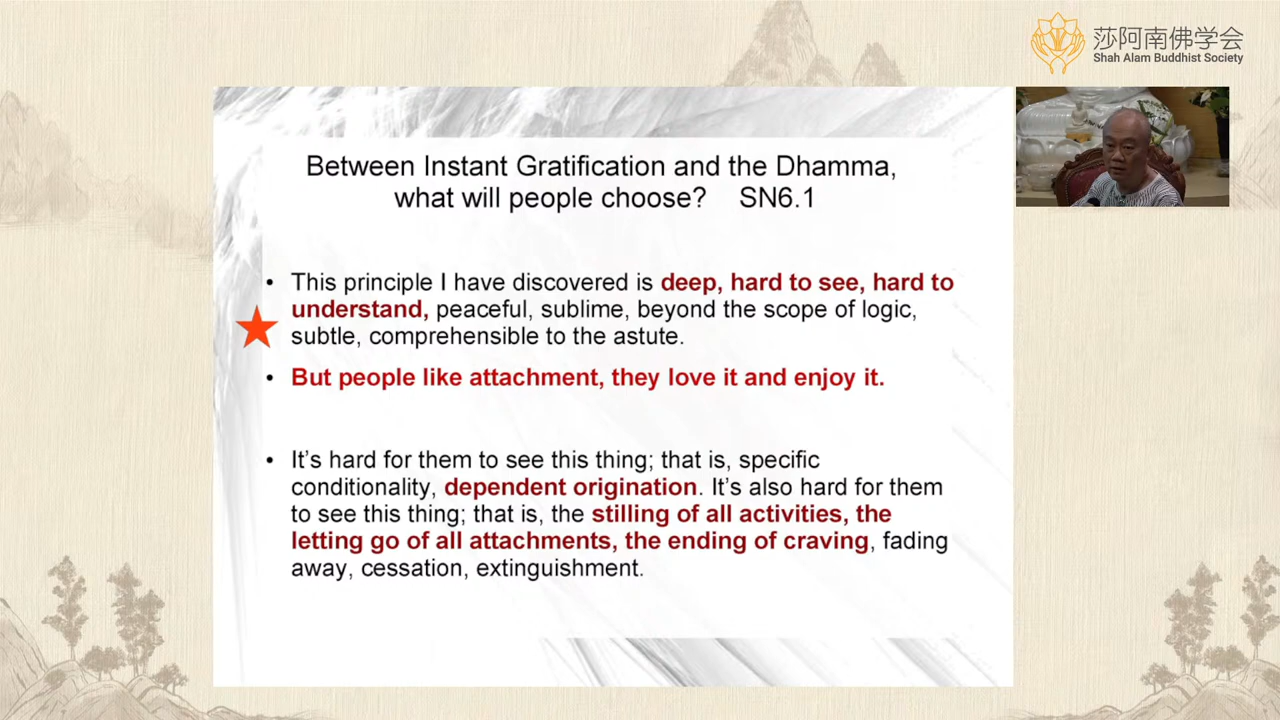 莎阿南佛学会
Shah Alam Buddhist Society
Between Instant Gratification and the Dhamma,
what will people choose? SN6.1
• This principle I have discovered is deep, hard to see, hard to
understand, peaceful, sublime, beyond the scope of logic,
subtle, comprehensible to the astute.
• But people like attachment, they love it and enjoy it.
• It’s hard for them to see this thing; that is, specific
conditionality, dependent origination. It’s also hard for them
to see this thing; that is, the stilling of all activities, the
letting go of all attachments, the ending of craving, fading
away, cessation, extinguishment.